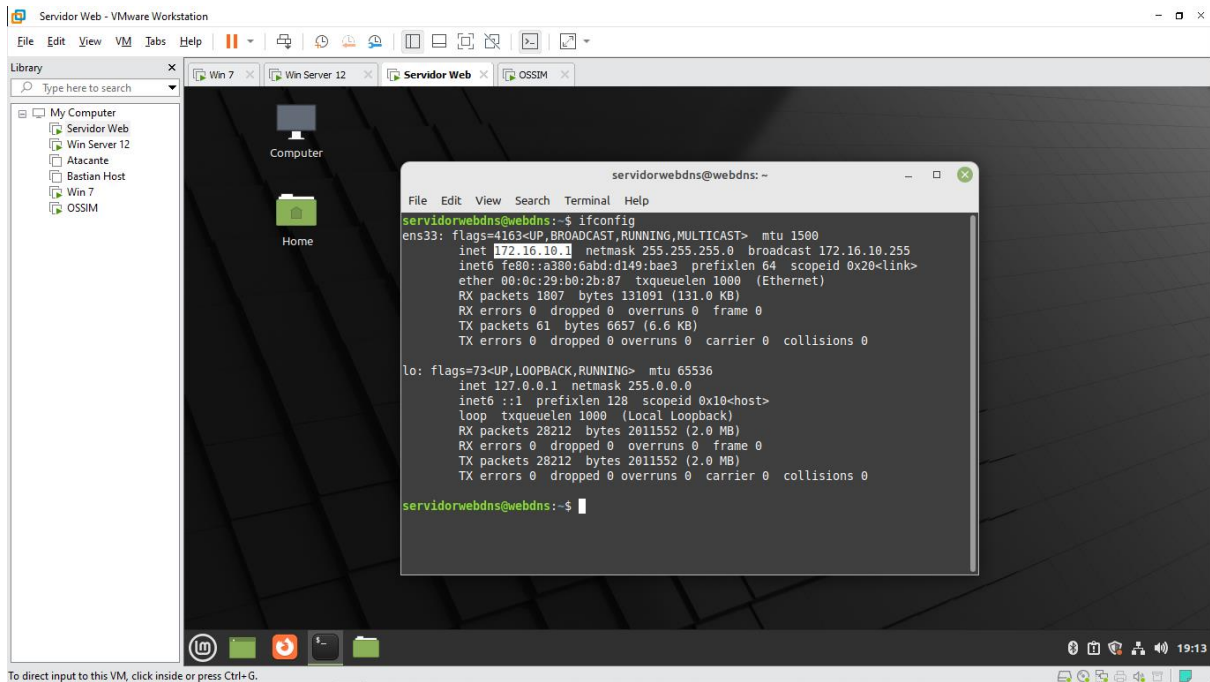 Servidor Web - VMware Workstation
File Edit View VM Tabs Help
Library
Type here to search
My Computer
Servidor Web
Win Server 12
Atacante
Bastian Host
Win 7
OSSIM
Win 7
Win Server 12
Servidor Web
OSSIM
Computer
Home
servidorwebdns@webdns: ~
File Edit View Search Terminal Help
servidorwebdns@webdns:~$ ifconfig
ens33: flags=4163<UP,BROADCAST,RUNNING,MULTICAST> mtu 1500
inet 172.16.10.1 netmask 255.255.255.0 broadcast 172.16.10.255
inet6 fe80::a380:6abd:d149:bae3 prefixlen 64 scopeid 0x20<link>
ether 00:0c:29:b0:2b:87 txqueuelen 1000 (Ethernet)
RX packets 1807 bytes 131091 (131.0 KB)
RX errors 0 dropped 0 overruns 0 frame 0
TX packets 61 bytes 6657 (6.6 KB)
TX errors 0 dropped 0 overruns 0 carrier 0 collisions 0
lo: flags=73<UP,LOOPBACK,RUNNING> mtu 65536
inet 127.0.0.1 netmask 255.0.0.0
inet6 ::1 prefixlen 128 scopeid 0x10<host>
loop txqueuelen 1000 (Local Loopback)
RX packets 28212 bytes 2011552 (2.0 MB)
RX errors 0 dropped 0 overruns 0 frame 0
TX packets 28212 bytes 2011552 (2.0 MB)
TX errors 0 dropped 0 overruns 0 carrier 0 collisions 0
servidorwebdns@webdns:~$
19:13
To direct input to this VM, click inside or press Ctrl+G.